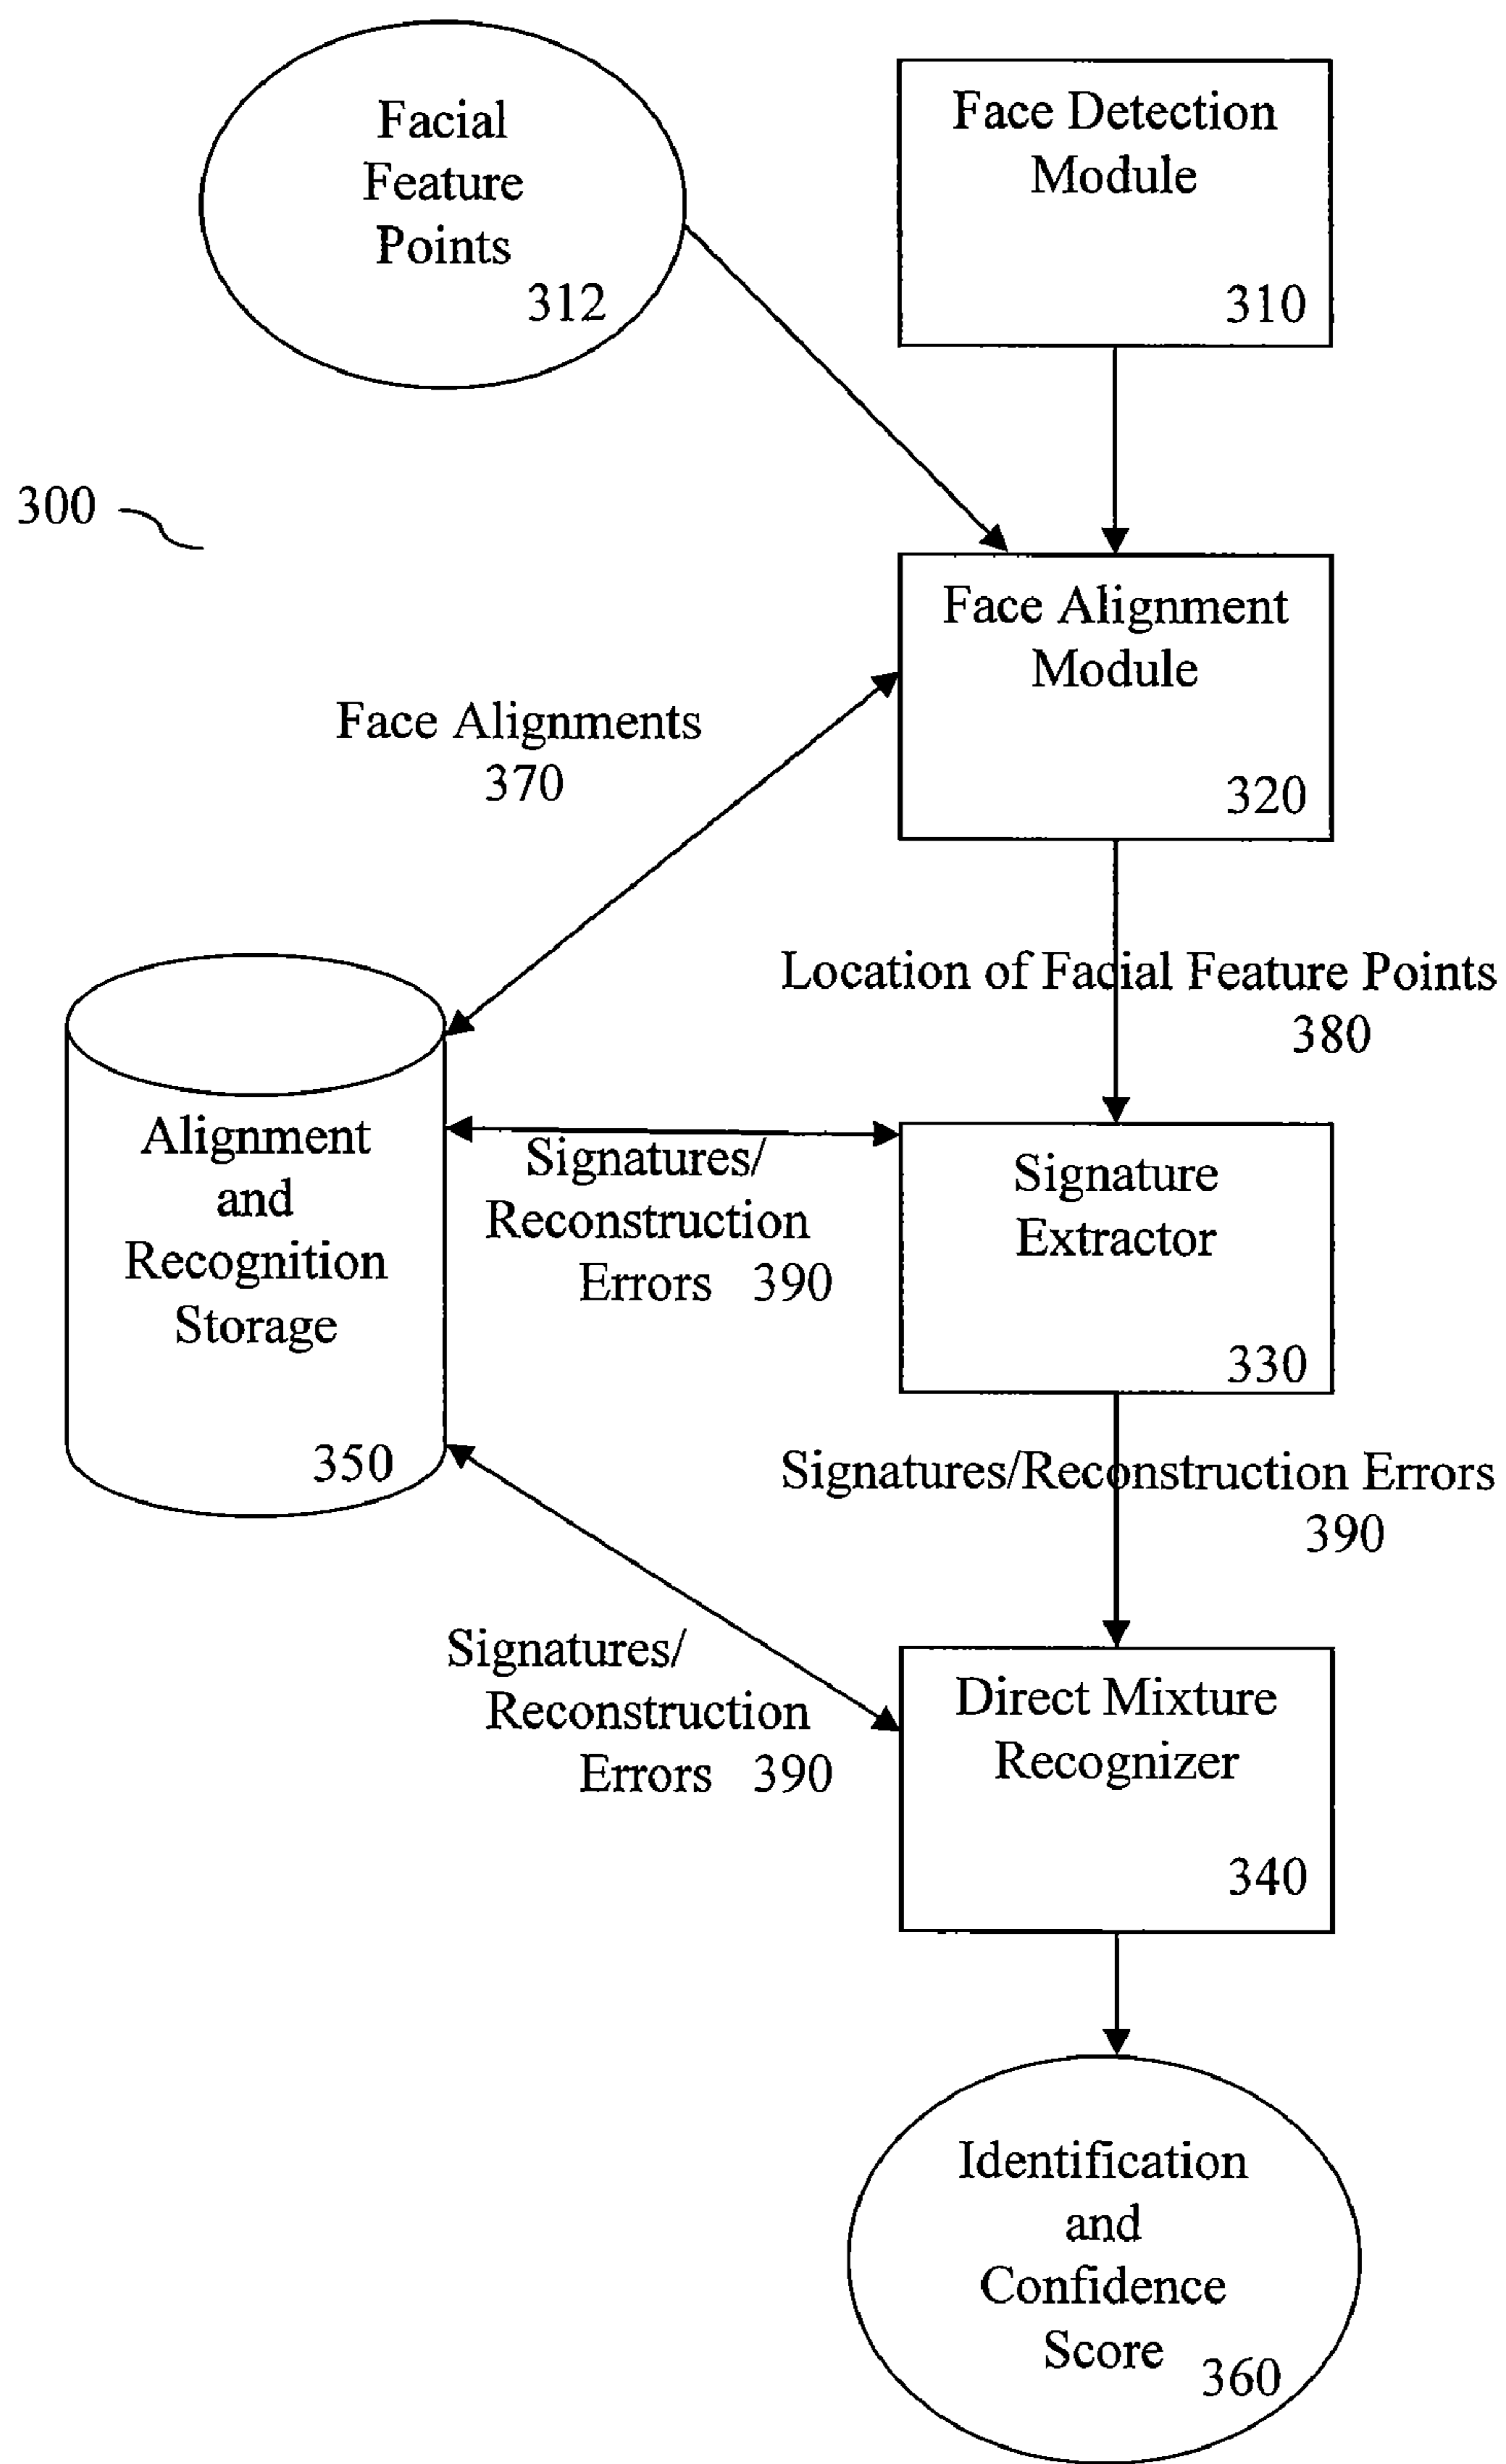 Facial
Feature
Points
312
Face Detection
Module
310
300
Face Alignment
Module
320
Face Alignments
370
Location of Facial Feature Points
380
Alignment
and
Recognition
Storage
350
Signatures/
Reconstruction
Errors 390
Signature
Extractor
330
Signatures/Reconstruction Errors
390
Signatures/
Reconstruction
Errors 390
Direct Mixture
Recognizer
340
Identification
and
Confidence
Score 360